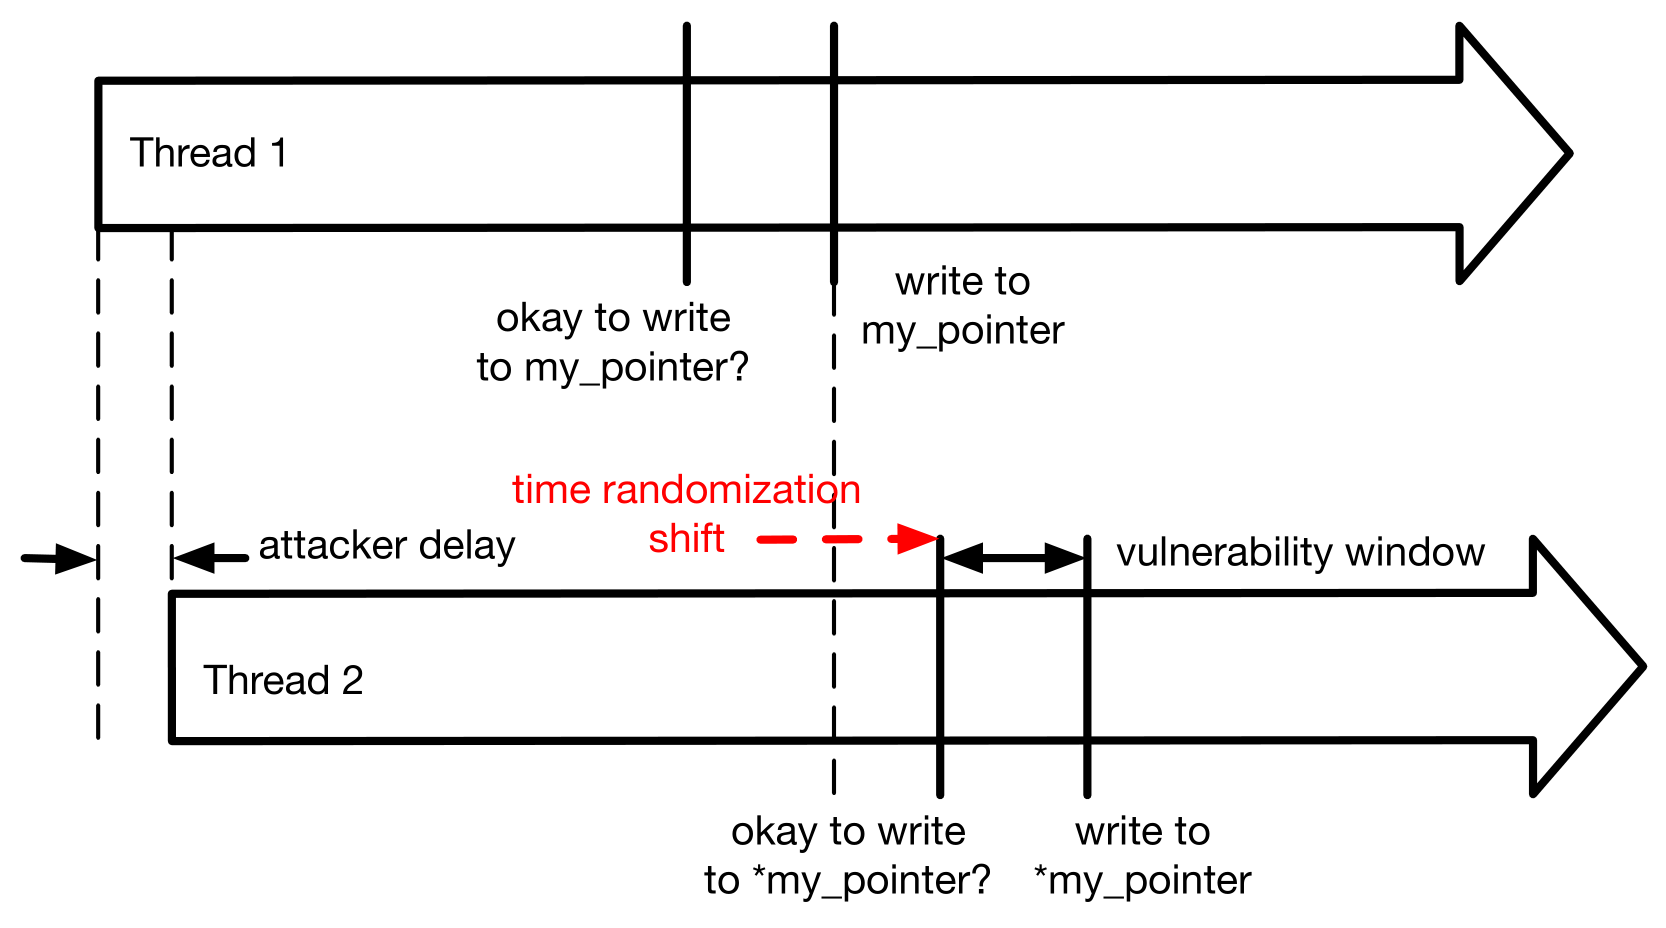 Thread 1
okay to write
to my_pointer?
write to
my_pointer
time randomization
shift
attacker delay
vulnerability window
Thread 2
okay to write
to *my_pointer?
write to
*my_pointer